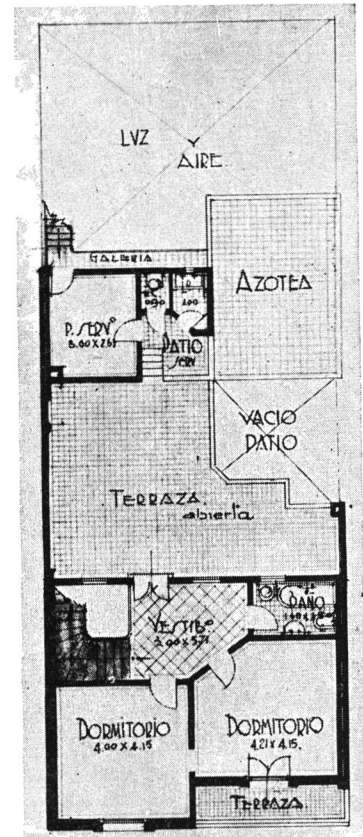 LVZ
Y
AIRE
GALERIA
AZOTEA
P. SERVº
PATIO
SERV
VACIO
PATIO
TERRAZA
abierta
VESTIBº
BAÑO
DORMITORIO
4.00 X 4.15
DORMITORIO
4.21 X 4.15.
TERRAZA